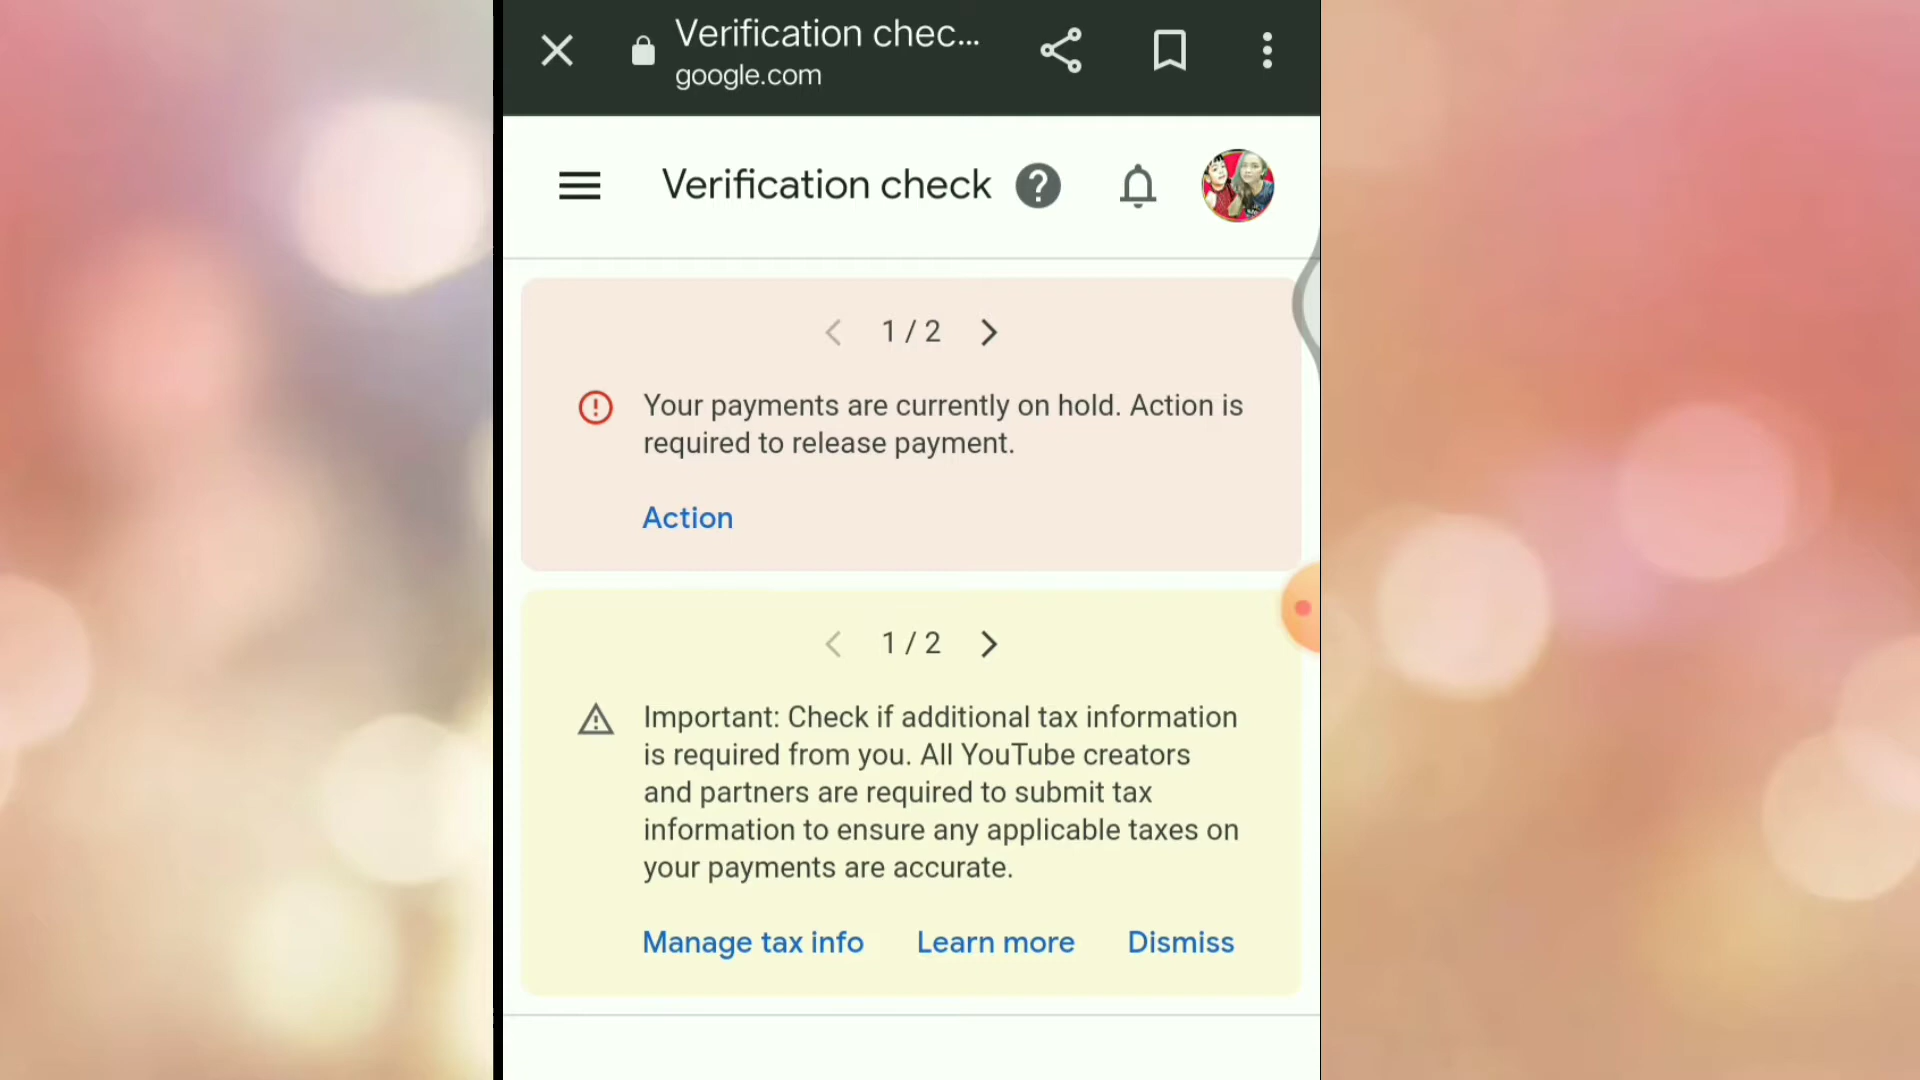 Verification chec...
google.com
Verification check
1 / 2
Your payments are currently on hold. Action is
required to release payment.
Action
1 / 2
Important: Check if additional tax information
is required from you. All YouTube creators
and partners are required to submit tax
information to ensure any applicable taxes on
your payments are accurate.
Manage tax info Learn more Dismiss